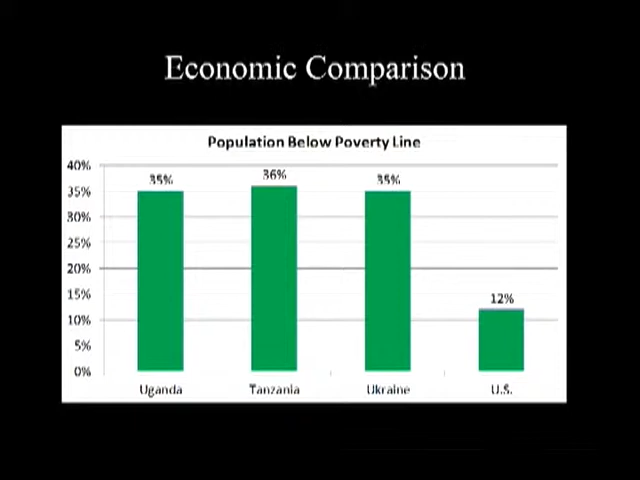 Economic Comparison
Population Below Poverty Line
40%
35%
30%
25%
20%
15%
10%
5%
0%
35%
36%
35%
12%
Uganda
Tanzania
Ukraine
U.S.